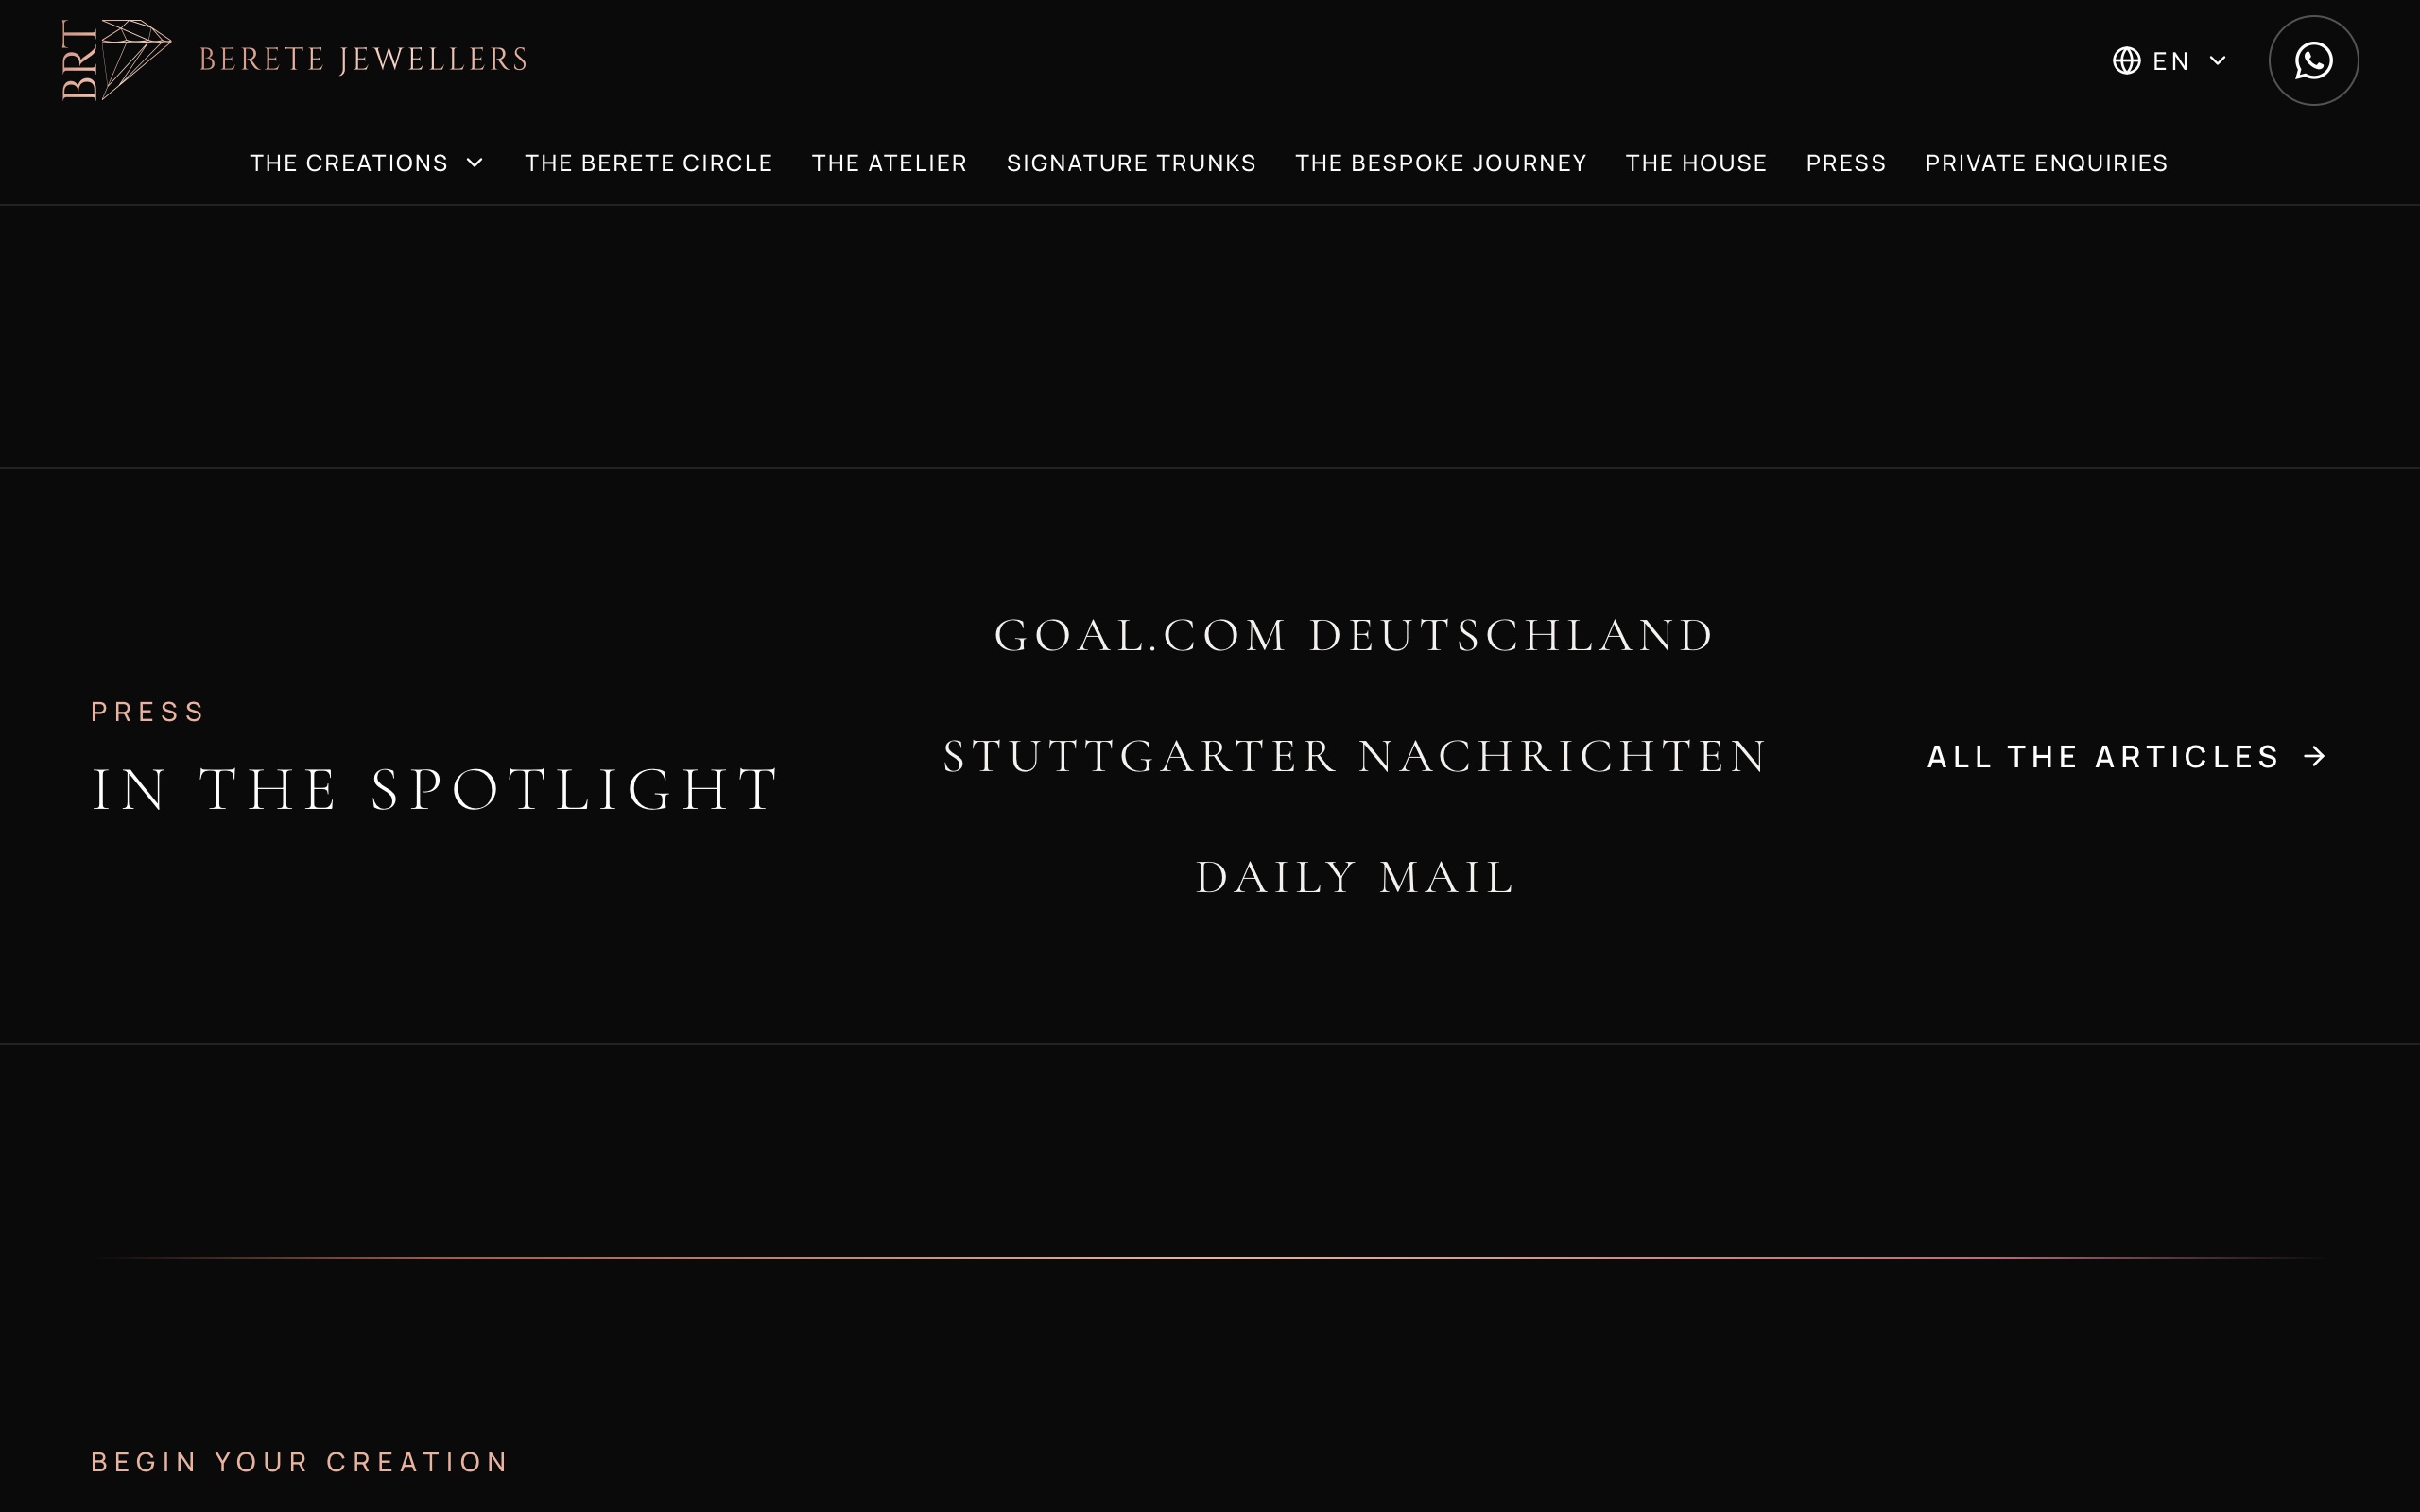 BRT
BERETE JEWELLERS
EN
THE CREATIONS
THE BERETE CIRCLE
THE ATELIER
SIGNATURE TRUNKS
THE BESPOKE JOURNEY
THE HOUSE
PRESS
PRIVATE ENQUIRIES
PRESS
IN THE SPOTLIGHT
GOAL.COM DEUTSCHLAND
STUTTGARTER NACHRICHTEN
DAILY MAIL
ALL THE ARTICLES
BEGIN YOUR CREATION